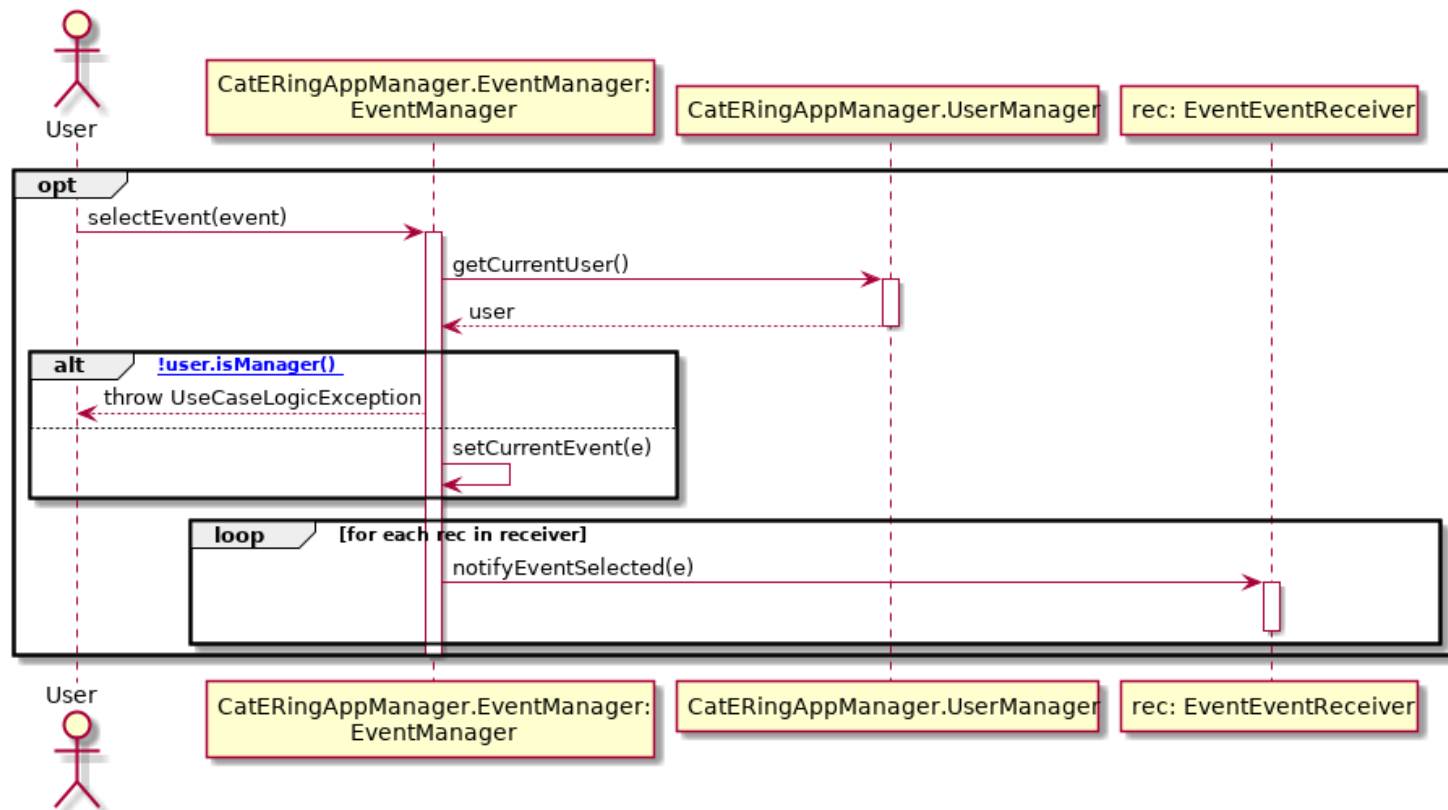 User
CatERingAppManager.EventManager:
EventManager
CatERingAppManager.UserManager
rec: EventEventReceiver
opt
selectEvent(event)
getCurrentUser()
user
alt !user.isManager()
throw UseCaseLogicException
setCurrentEvent(e)
loop [for each rec in receiver]
notifyEventSelected(e)
User
CatERingAppManager.EventManager:
EventManager
CatERingAppManager.UserManager
rec: EventEventReceiver